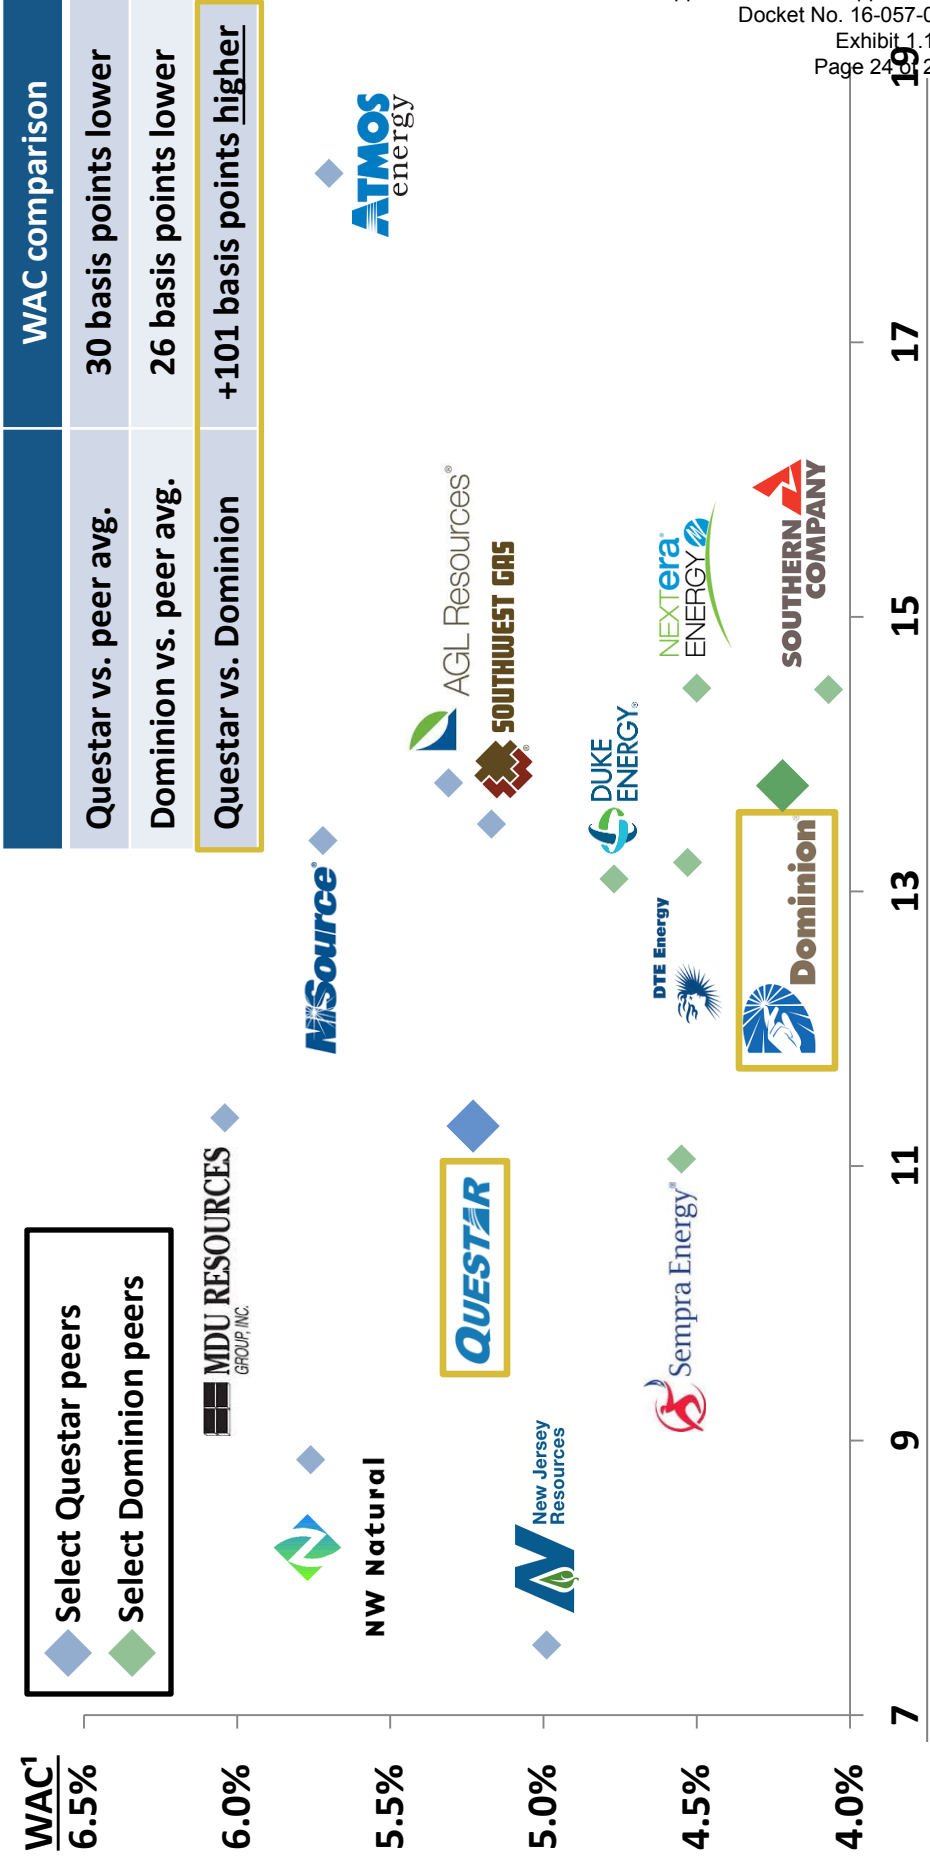 Docket No. 16-057-0
Exhibit 1.1
Page 24 of 2
WAC comparison
Questar vs. peer avg. 30 basis points lower
Dominion vs. peer avg. 26 basis points lower
Questar vs. Dominion +101 basis points higher
Select Questar peers
Select Dominion peers
WAC¹
6.5%
6.0%
5.5%
5.0%
4.5%
4.0%
MDU RESOURCES
GROUP, INC.
NW Natural
NiSource®
ATMOS
energy
AGL Resources®
SOUTHWEST GAS
®
QUESTAR
New Jersey
Resources
DUKE
ENERGY®
DTE Energy
NEXTera®
ENERGY
Sempra Energy®
Dominion®
SOUTHERN
COMPANY
7
9
11
13
15
17
19